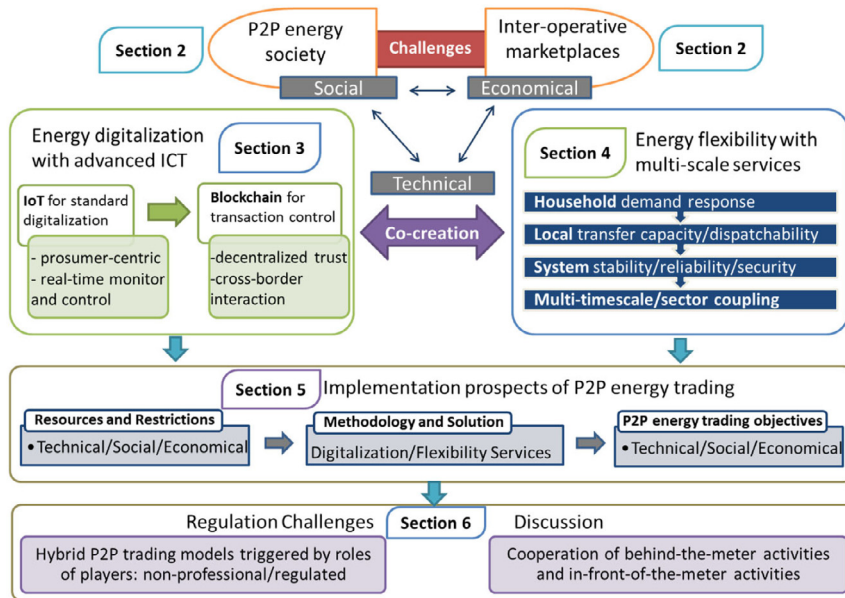 P2P energy
society
Section 2
Challenges
Inter-operative
marketplaces
Section 2
Social
Economical
Technical
Co-creation
Energy digitalization
with advanced ICT
Section 3
IoT for standard
digitalization
- prosumer-centric
- real-time monitor
and control
Blockchain for
transaction control
-decentralized trust
-cross-border
interaction
Section 4
Energy flexibility with
multi-scale services
Household demand response
Local transfer capacity/dispatchability
System stability/reliability/security
Multi-timescale/sector coupling
Section 5
Implementation prospects of P2P energy trading
Resources and Restrictions
• Technical/Social/Economical
Methodology and Solution
Digitalization/Flexibility Services
P2P energy trading objectives
• Technical/Social/Economical
Regulation Challenges
Section 6
Discussion
Hybrid P2P trading models triggered by roles
of players: non-professional/regulated
Cooperation of behind-the-meter activities
and in-front-of-the-meter activities